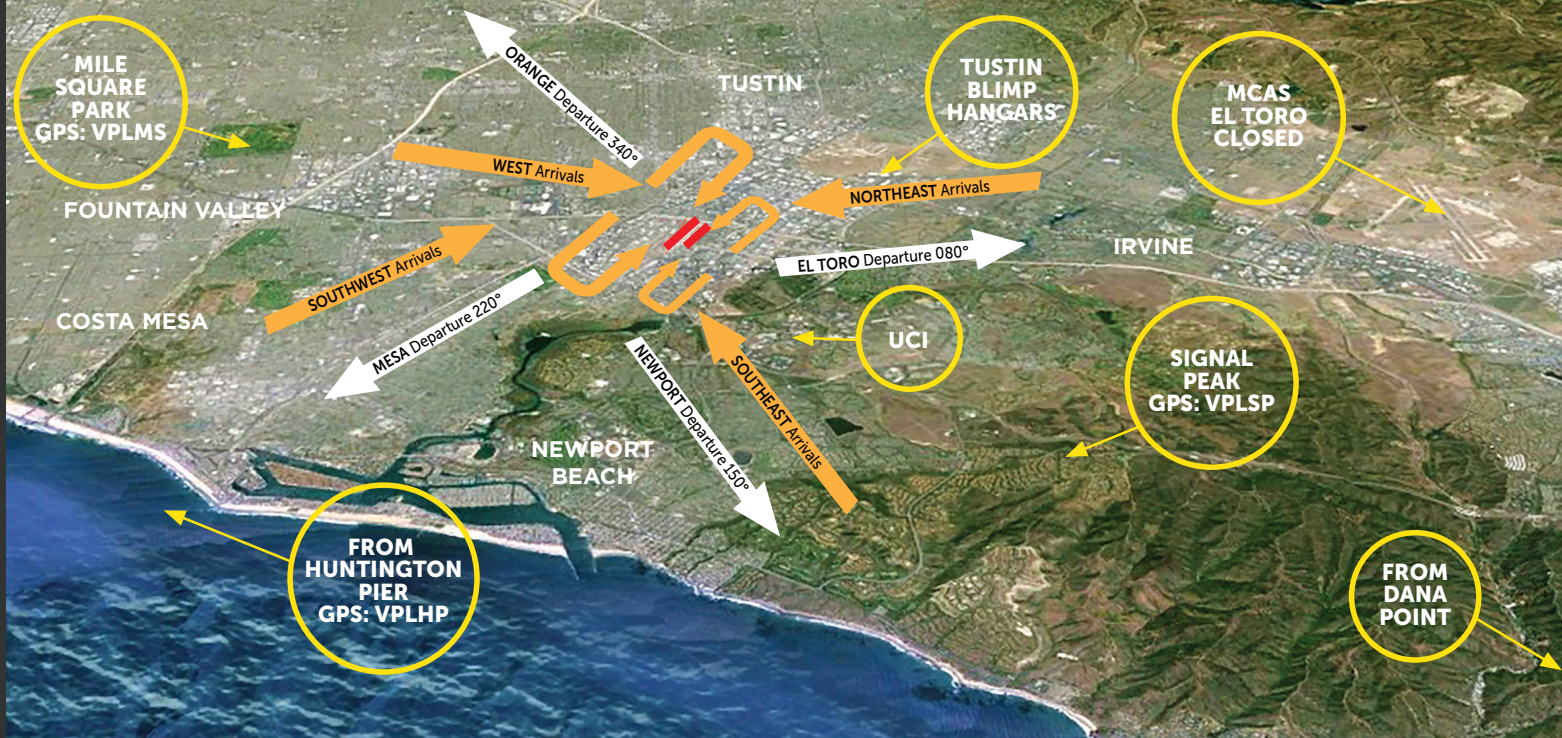 MILE
SQUARE
PARK
GPS: VPLMS
ORANGE Departure 340°
TUSTIN
TUSTIN
BLIMP
HANGARS
MCAS
EL TORO
CLOSED
WEST Arrivals
NORTHEAST Arrivals
FOUNTAIN VALLEY
SOUTHWEST Arrivals
EL TORO Departure 080°
IRVINE
COSTA MESA
MESA Departure 220°
UCI
NEWPORT Departure 150°
SOUTHEAST Arrivals
SIGNAL
PEAK
GPS: VPLSP
NEWPORT
BEACH
FROM
HUNTINGTON
PIER
GPS: VPLHP
FROM
DANA
POINT